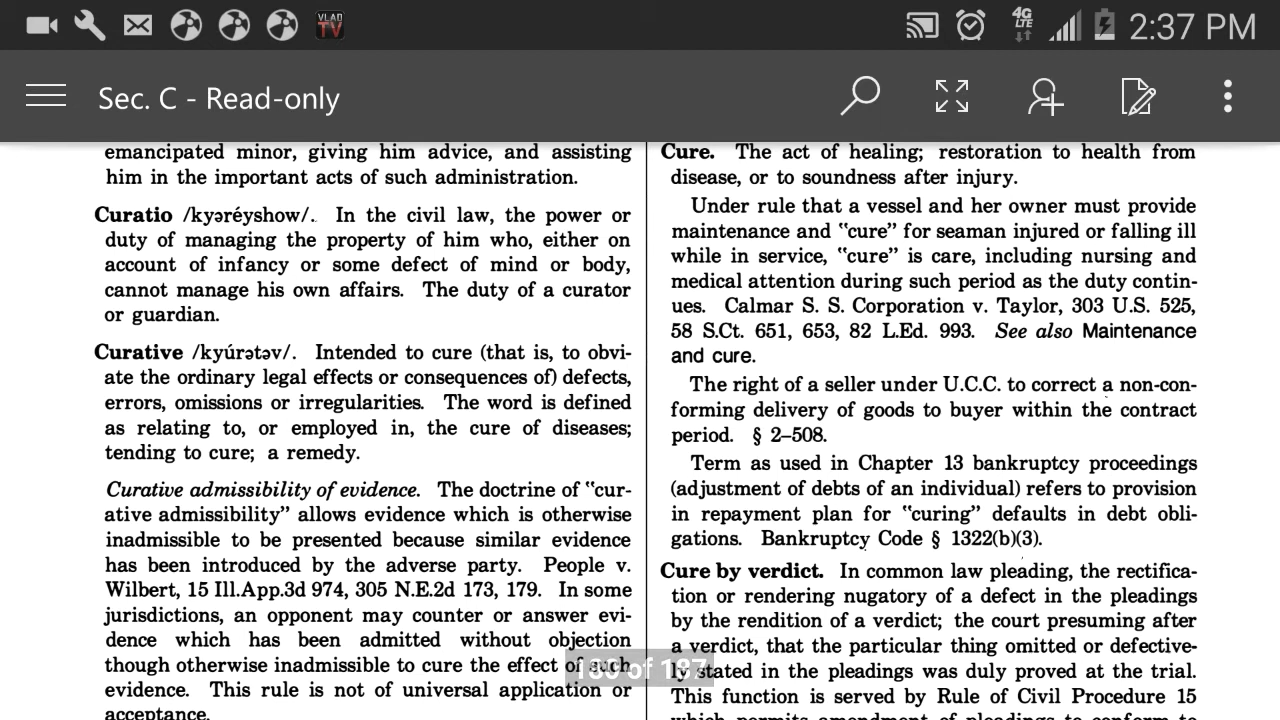 VLAD
TV
4G
LTE
2:37 PM
Sec. C - Read-only
emancipated minor, giving him advice, and assisting
him in the important acts of such administration.
Curatio /kyəréyshow/. In the civil law, the power or
duty of managing the property of him who, either on
account of infancy or some defect of mind or body,
cannot manage his own affairs. The duty of a curator
or guardian.
Curative /kyúrətəv/. Intended to cure (that is, to obvi-
ate the ordinary legal effects or consequences of) defects,
errors, omissions or irregularities. The word is defined
as relating to, or employed in, the cure of diseases;
tending to cure; a remedy.
Curative admissibility of evidence. The doctrine of "cur-
ative admissibility" allows evidence which is otherwise
inadmissible to be presented because similar evidence
has been introduced by the adverse party. People v.
Wilbert, 15 Ill.App.3d 974, 305 N.E.2d 173, 179. In some
jurisdictions, an opponent may counter or answer evi-
dence which has been admitted without objection
though otherwise inadmissible to cure the effect of such
evidence. This rule is not of universal application or
acceptance.
Cure. The act of healing; restoration to health from
disease, or to soundness after injury.
Under rule that a vessel and her owner must provide
maintenance and "cure" for seaman injured or falling ill
while in service, "cure" is care, including nursing and
medical attention during such period as the duty contin-
ues. Calmar S. S. Corporation v. Taylor, 303 U.S. 525,
58 S.Ct. 651, 653, 82 L.Ed. 993. See also Maintenance
and cure.
The right of a seller under U.C.C. to correct a non-con-
forming delivery of goods to buyer within the contract
period. § 2–508.
Term as used in Chapter 13 bankruptcy proceedings
(adjustment of debts of an individual) refers to provision
in repayment plan for "curing" defaults in debt obli-
gations. Bankruptcy Code § 1322(b)(3).
Cure by verdict. In common law pleading, the rectifica-
tion or rendering nugatory of a defect in the pleadings
by the rendition of a verdict; the court presuming after
a verdict, that the particular thing omitted or defective-
ly stated in the pleadings was duly proved at the trial.
This function is served by Rule of Civil Procedure 15
which permits amendment of pleadings to conform to
180 of 187